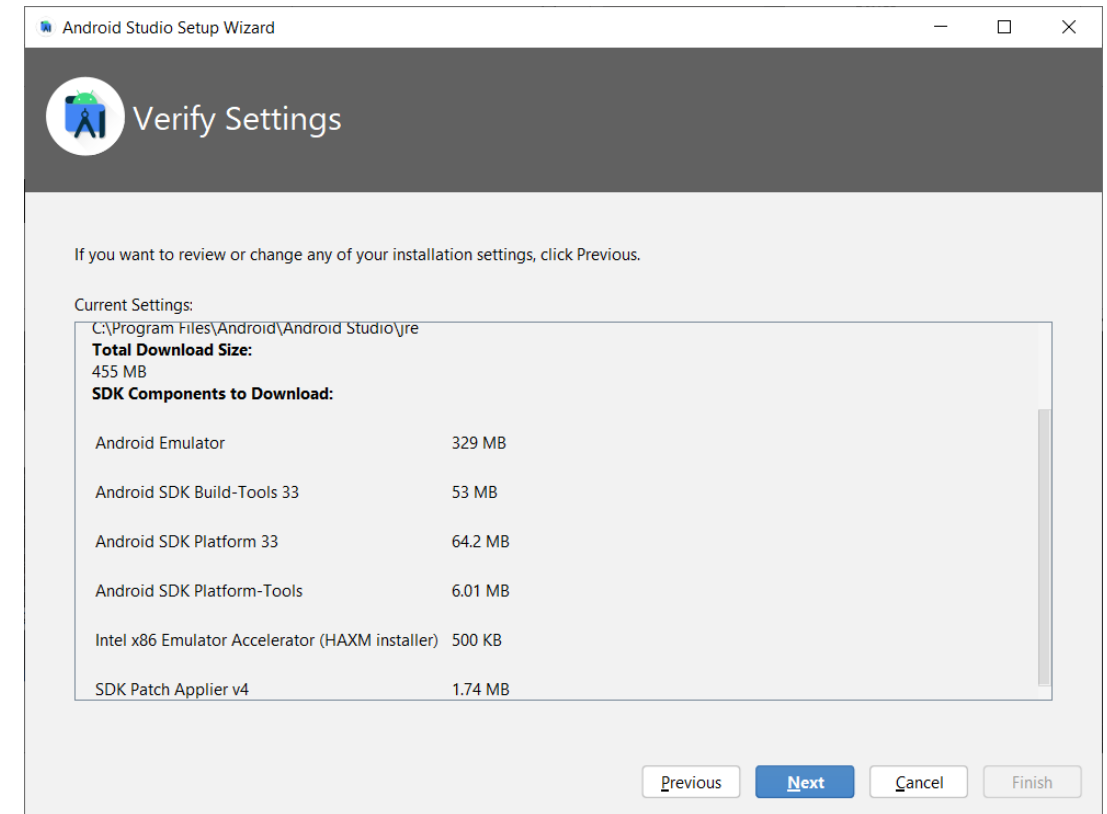 Android Studio Setup Wizard
Verify Settings
If you want to review or change any of your installation settings, click Previous.
Current Settings:
C:\Program Files\Android\Android Studio\jre
Total Download Size:
455 MB
SDK Components to Download:
Android Emulator 329 MB
Android SDK Build-Tools 33 53 MB
Android SDK Platform 33 64.2 MB
Android SDK Platform-Tools 6.01 MB
Intel x86 Emulator Accelerator (HAXM installer) 500 KB
SDK Patch Applier v4 1.74 MB
Previous Next Cancel Finish